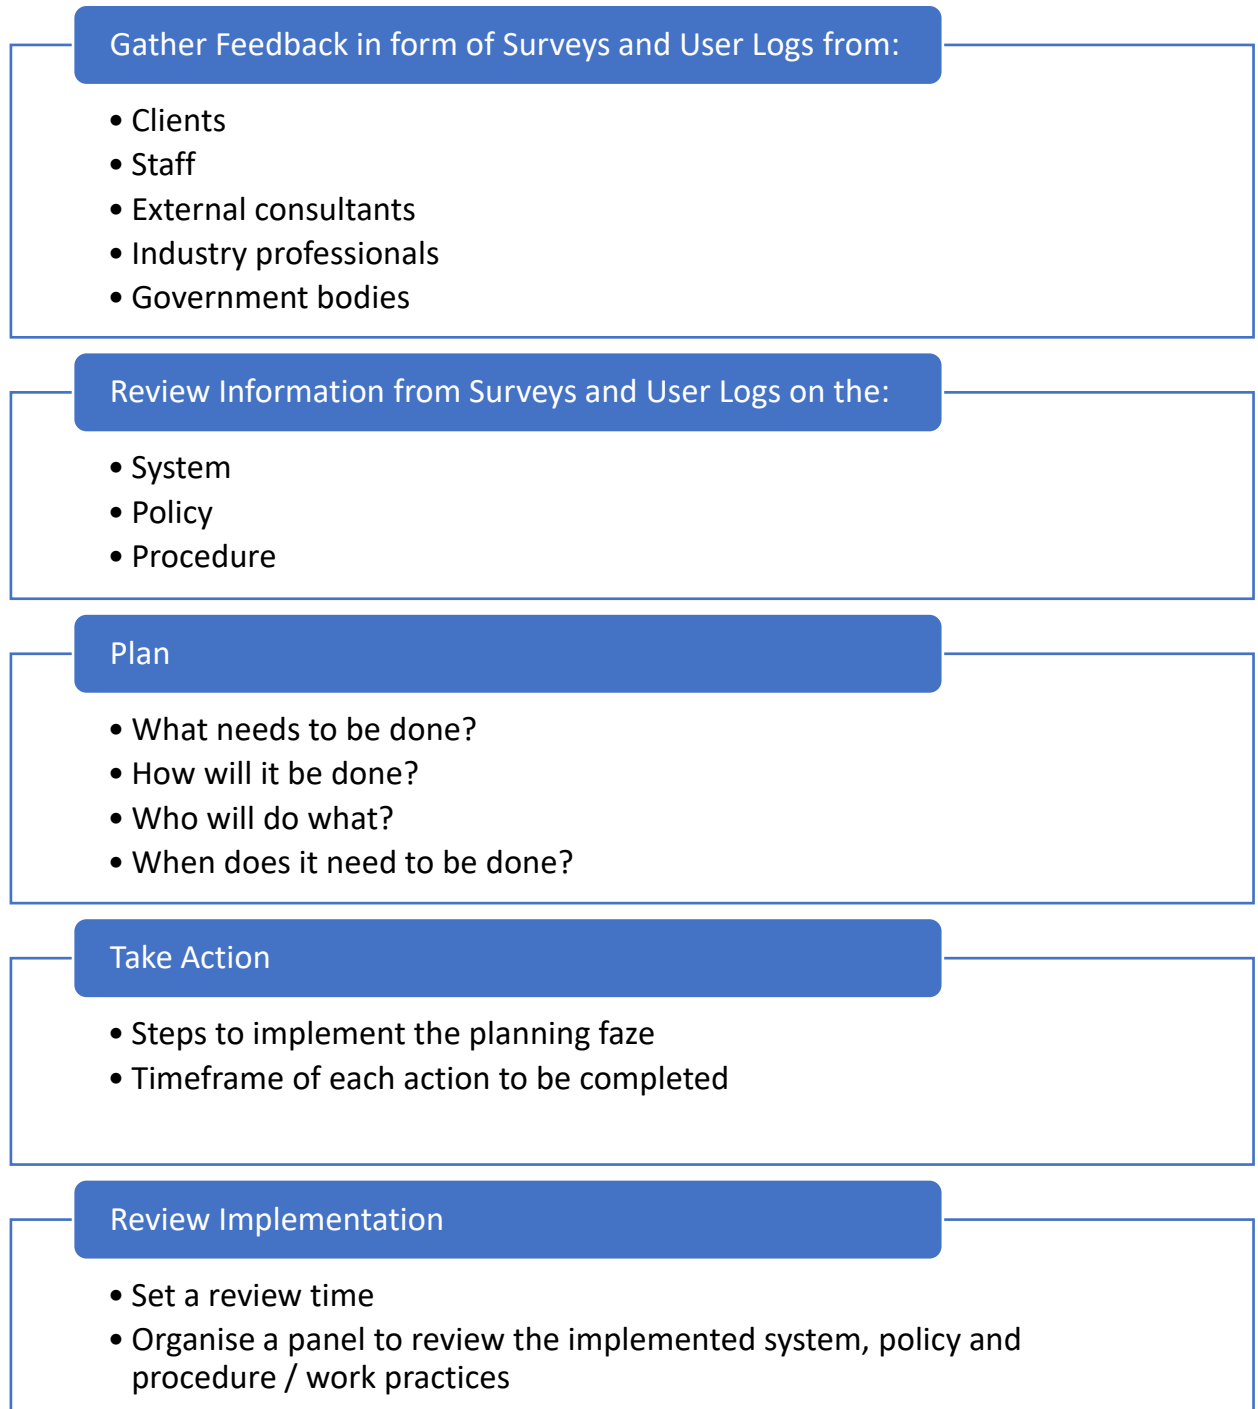 Gather Feedback in form of Surveys and User Logs from:
• Clients
• Staff
• External consultants
• Industry professionals
• Government bodies
Review Information from Surveys and User Logs on the:
• System
• Policy
• Procedure
Plan
• What needs to be done?
• How will it be done?
• Who will do what?
• When does it need to be done?
Take Action
• Steps to implement the planning faze
• Timeframe of each action to be completed
Review Implementation
• Set a review time
• Organise a panel to review the implemented system, policy and
procedure / work practices